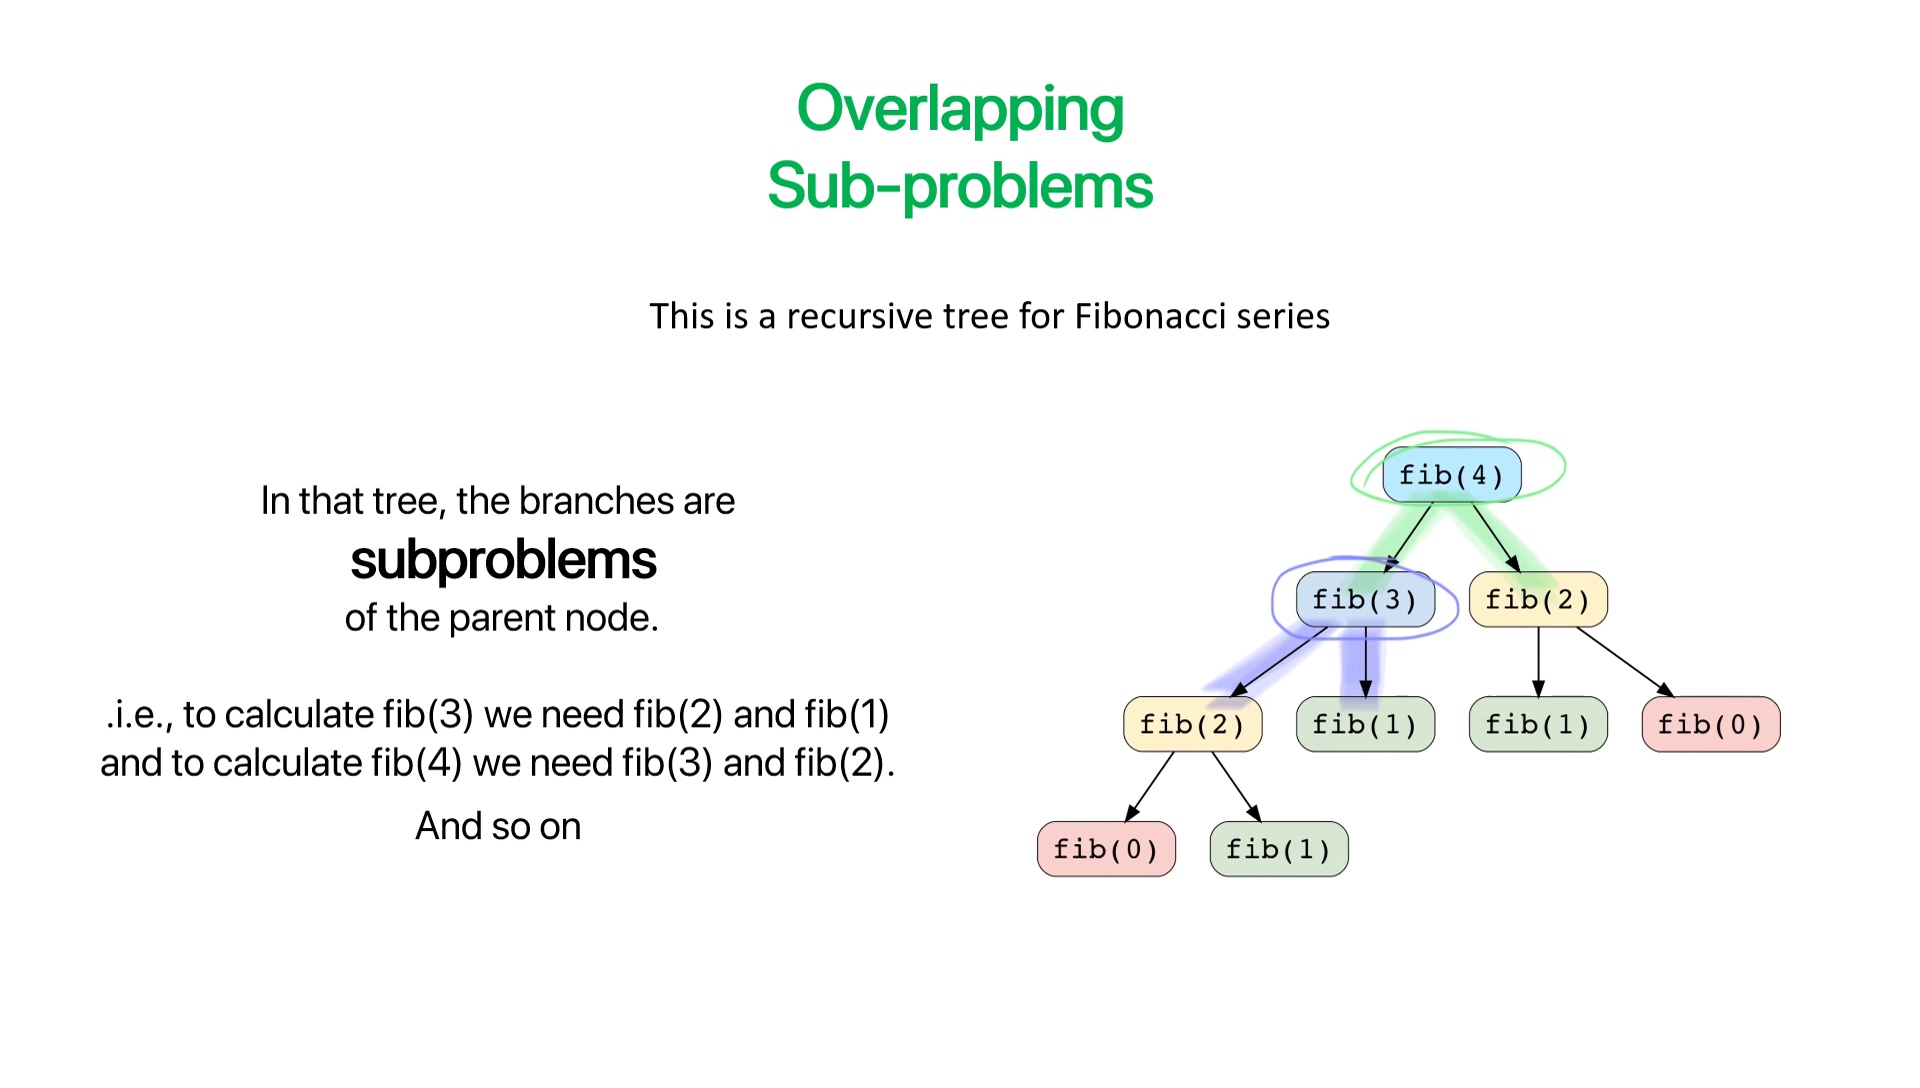 Overlapping
Sub-problems
This is a recursive tree for Fibonacci series
In that tree, the branches are
subproblems
of the parent node.
.i.e., to calculate fib(3) we need fib(2) and fib(1)
and to calculate fib(4) we need fib(3) and fib(2).
And so on
fib(4)
fib(3) fib(2)
fib(2) fib(1) fib(1) fib(0)
fib(0) fib(1)